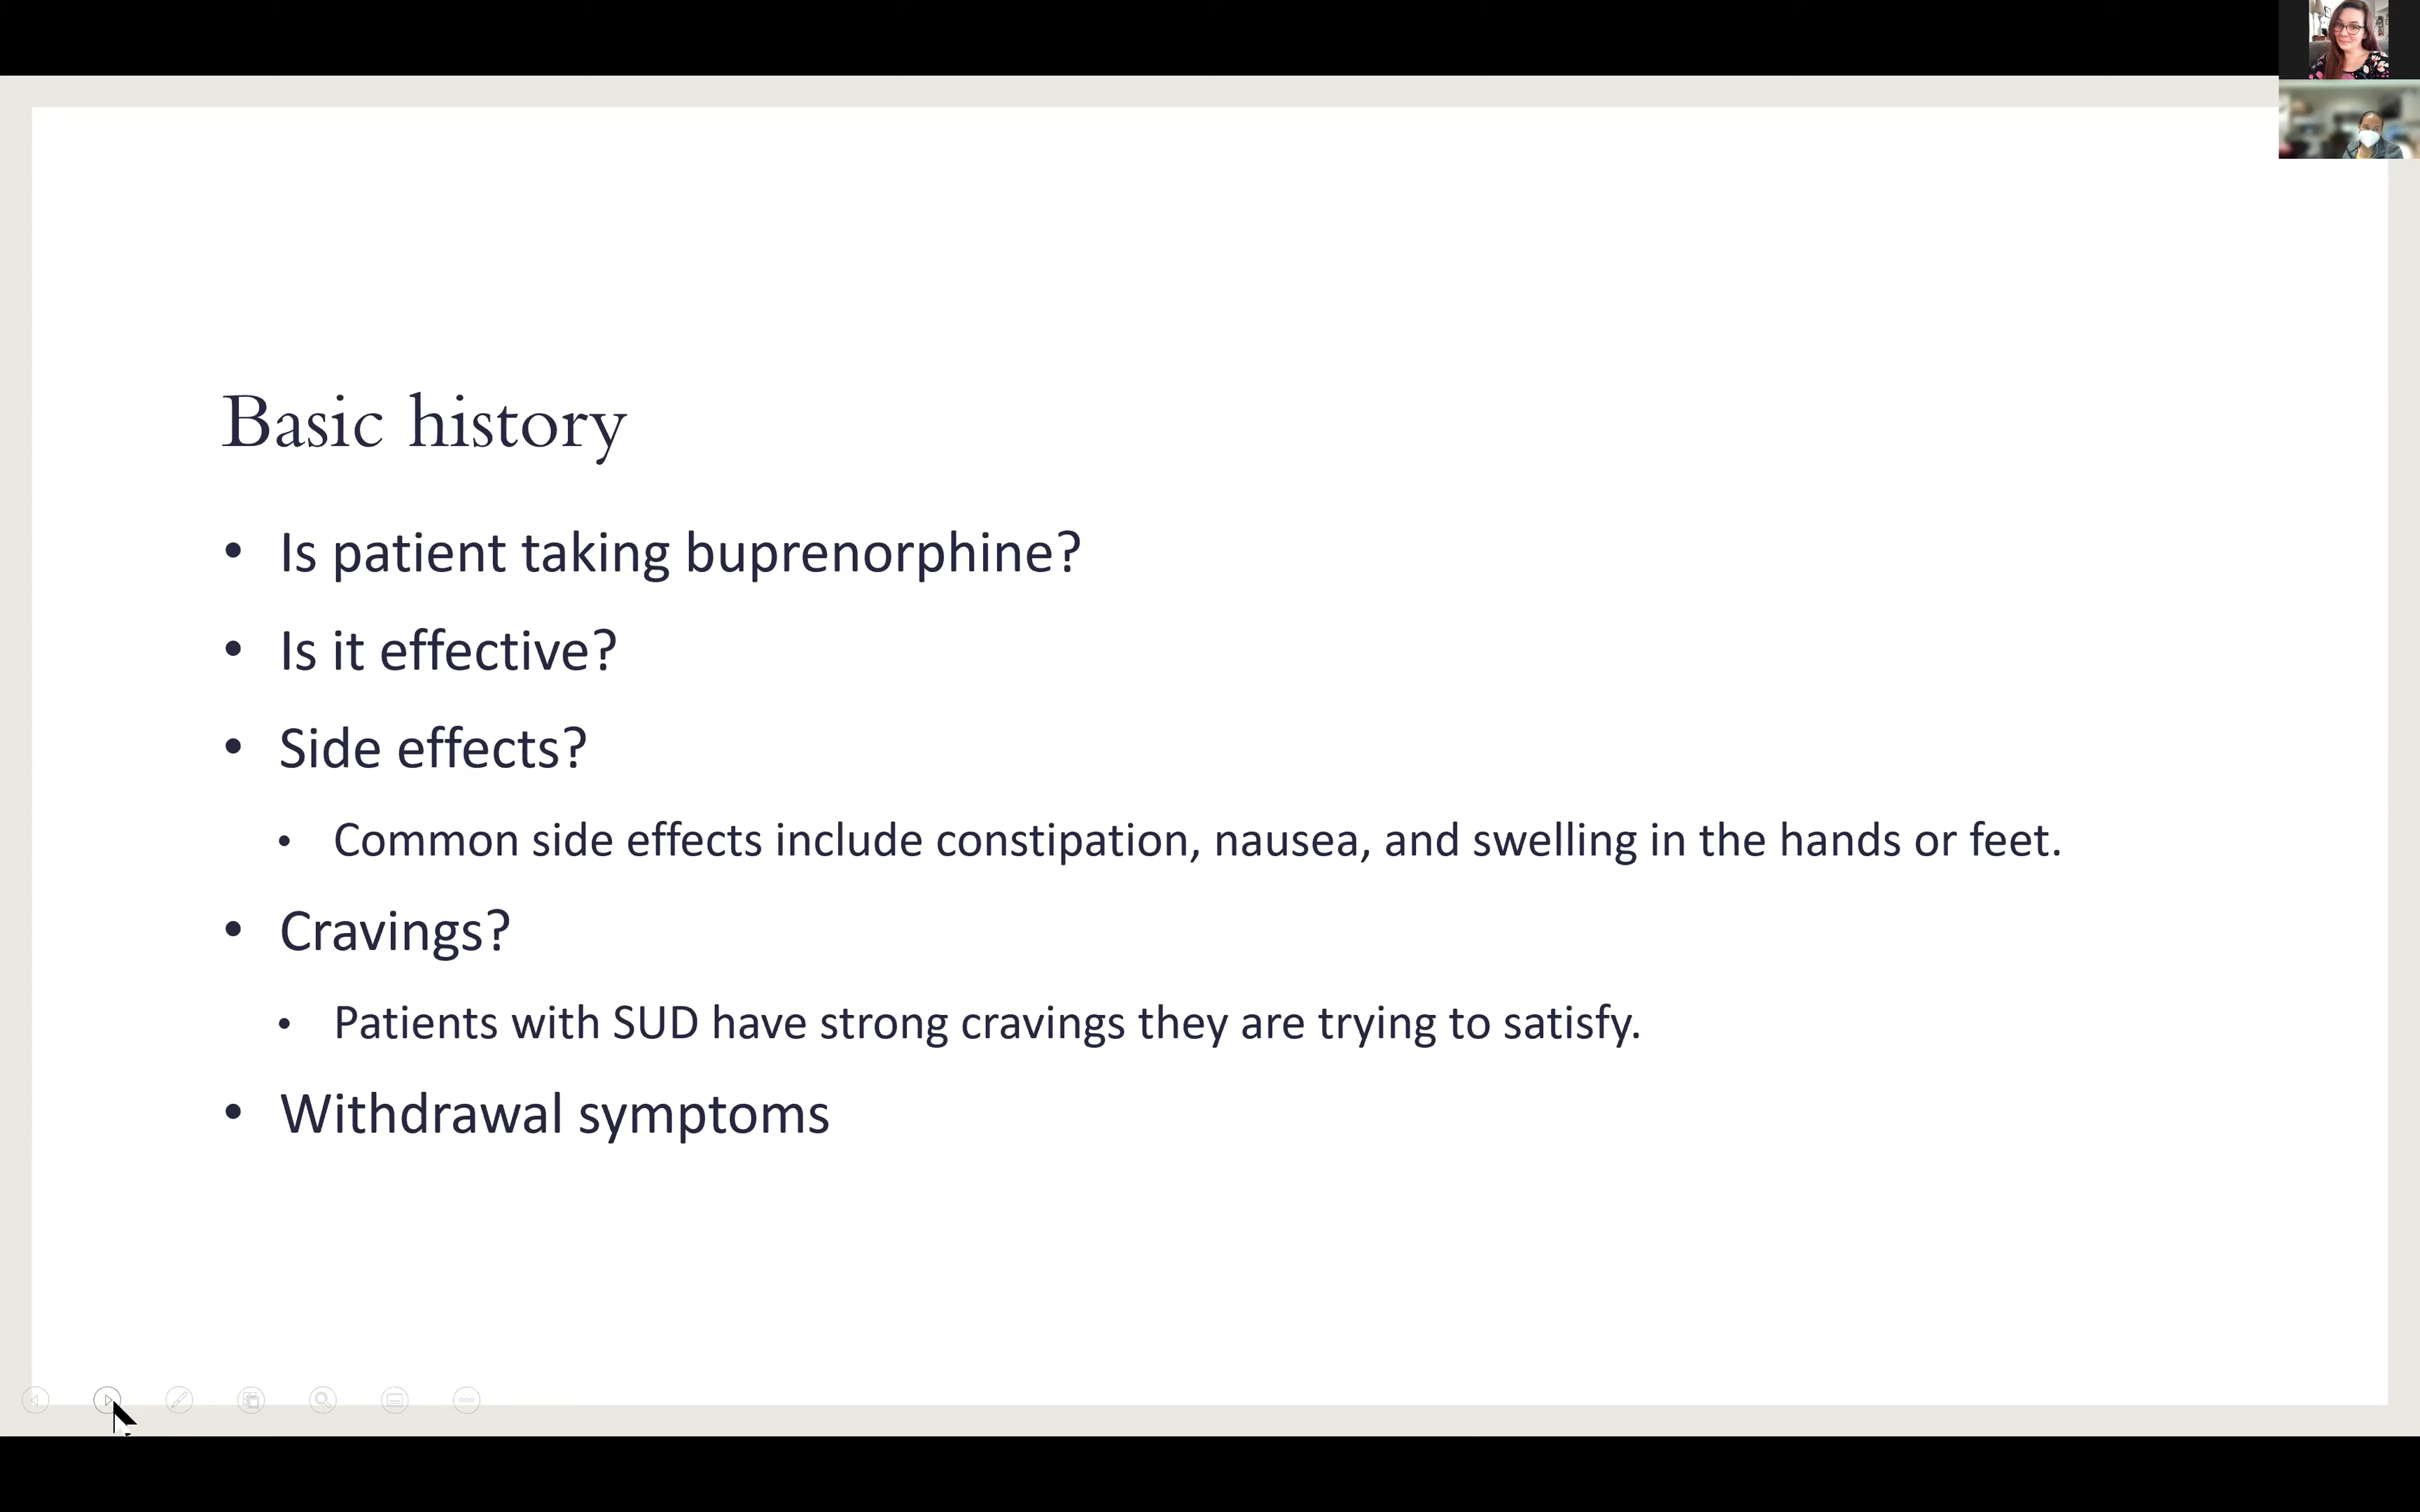 Basic history
• Is patient taking buprenorphine?
• Is it effective?
• Side effects?
• Common side effects include constipation, nausea, and swelling in the hands or feet.
• Cravings?
• Patients with SUD have strong cravings they are trying to satisfy.
• Withdrawal symptoms